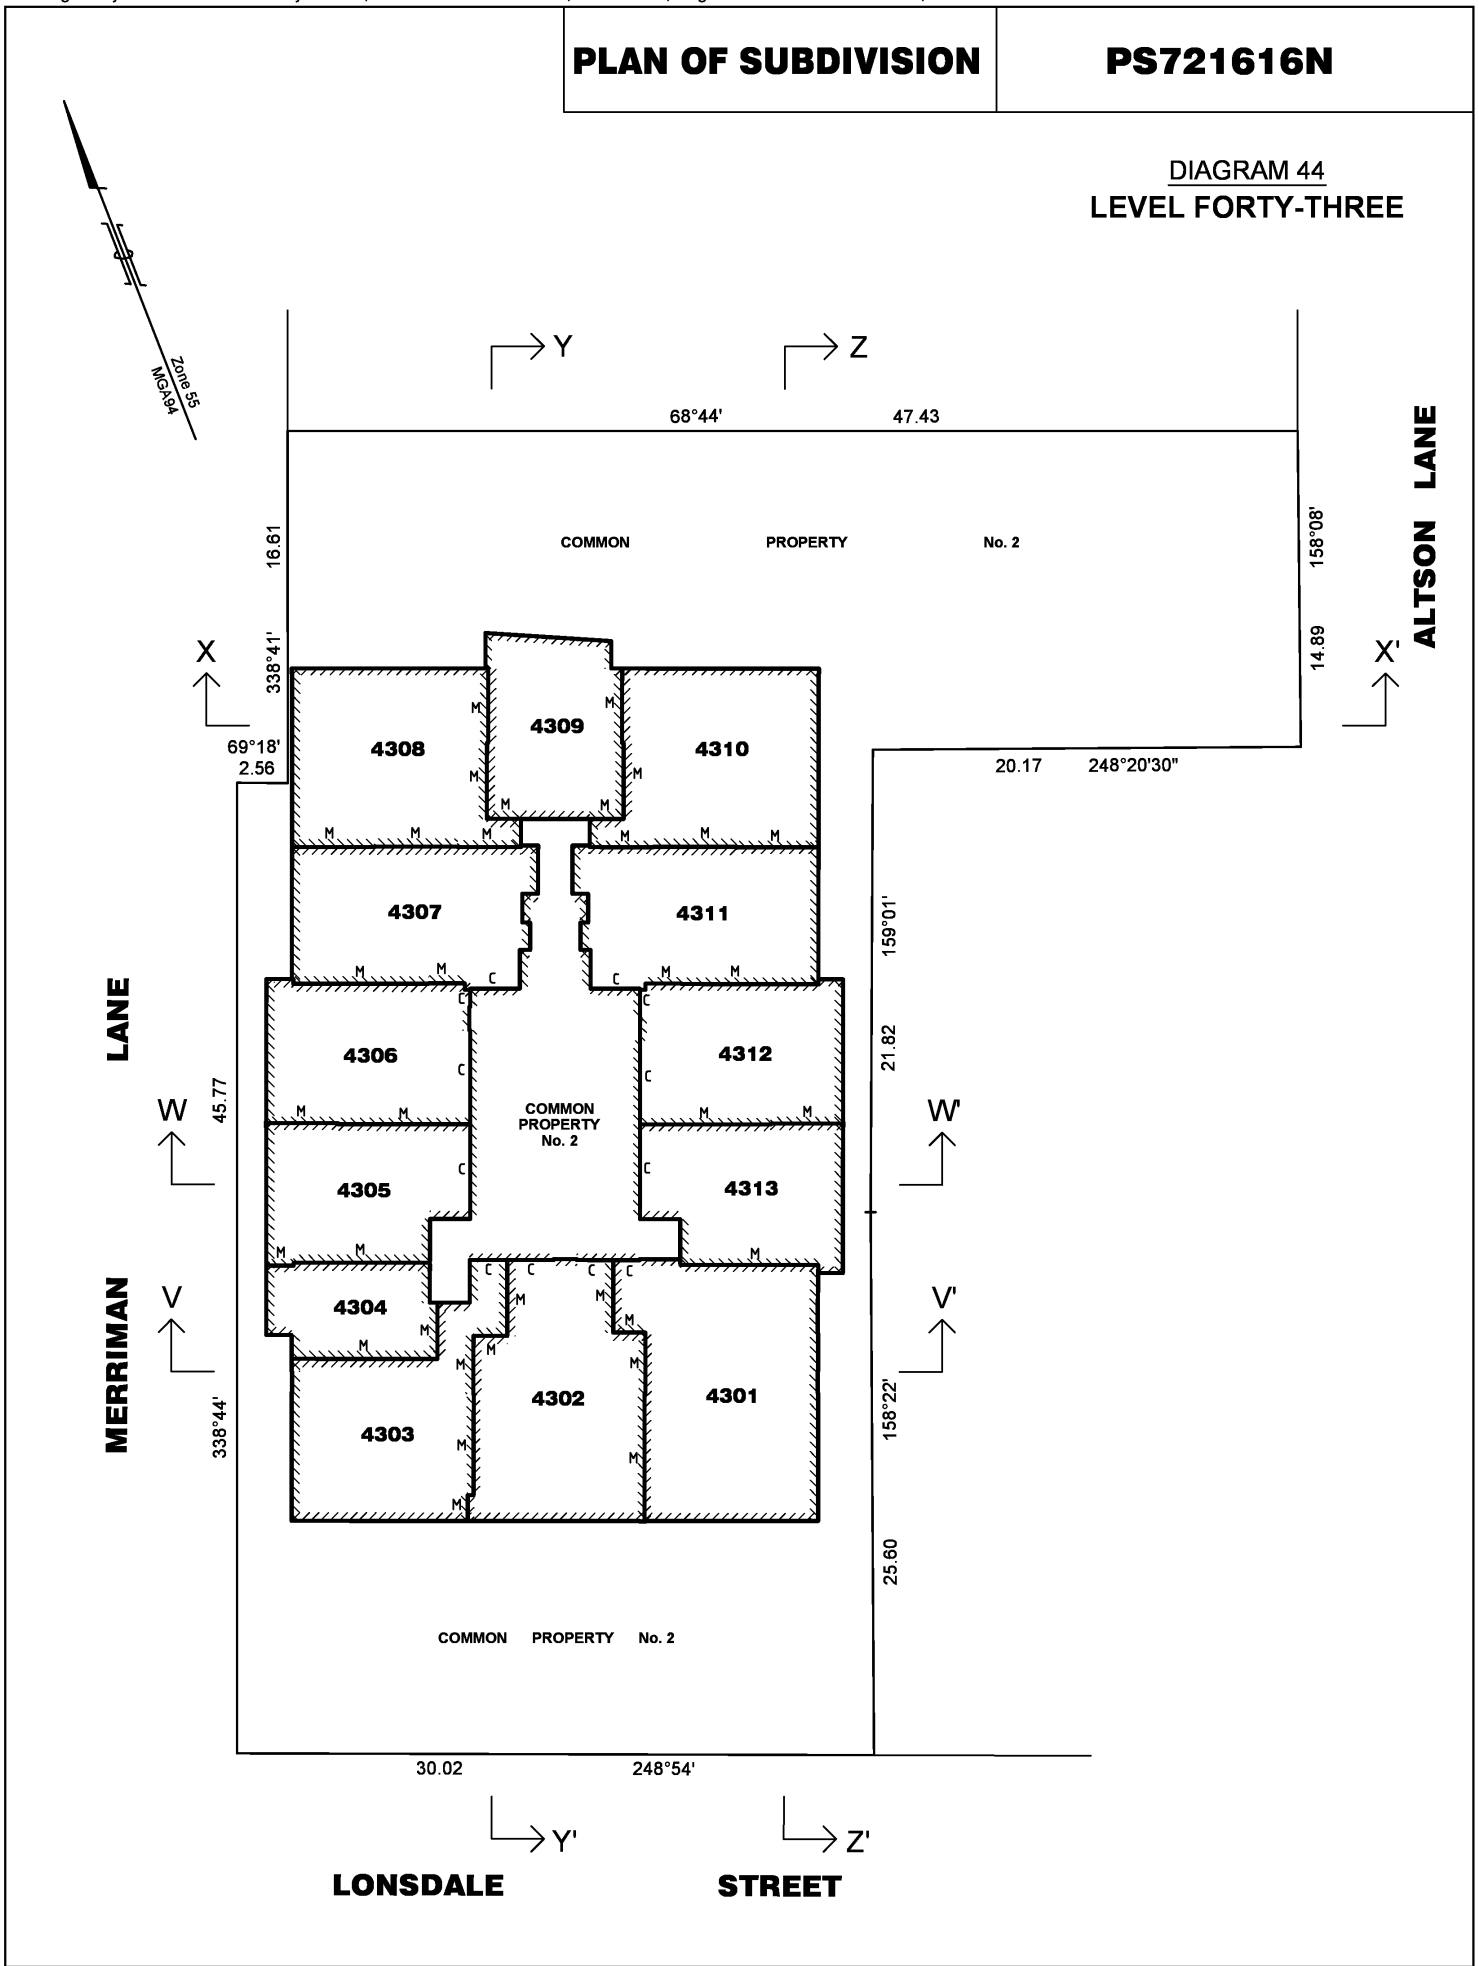 PLAN OF SUBDIVISION
PS721616N
DIAGRAM 44
LEVEL FORTY-THREE
Zone 55
MGA94
Y
Z
68°44'
47.43
ALTSON LANE
16.61
338°41'
158°08'
14.89
COMMON PROPERTY No. 2
X
X'
69°18'
2.56
20.17
248°20'30"
4308
4309
4310
M
M
M
M
M
M
M
M
M
M
M
M
4307
4311
159°01'
M
M
C
C
M
M
C
C
LANE
4306
4312
21.82
C
C
M
M
M
M
45.77
COMMON
PROPERTY
No. 2
W
W'
4305
4313
C
C
M
M
M
C
C
C
C
MERRIMAN
V
V'
4304
M
M
M
M
M
M
M
M
4303
4302
4301
338°44'
158°22'
M
M
M
25.60
COMMON PROPERTY No. 2
30.02
248°54'
Y'
Z'
LONSDALE STREET